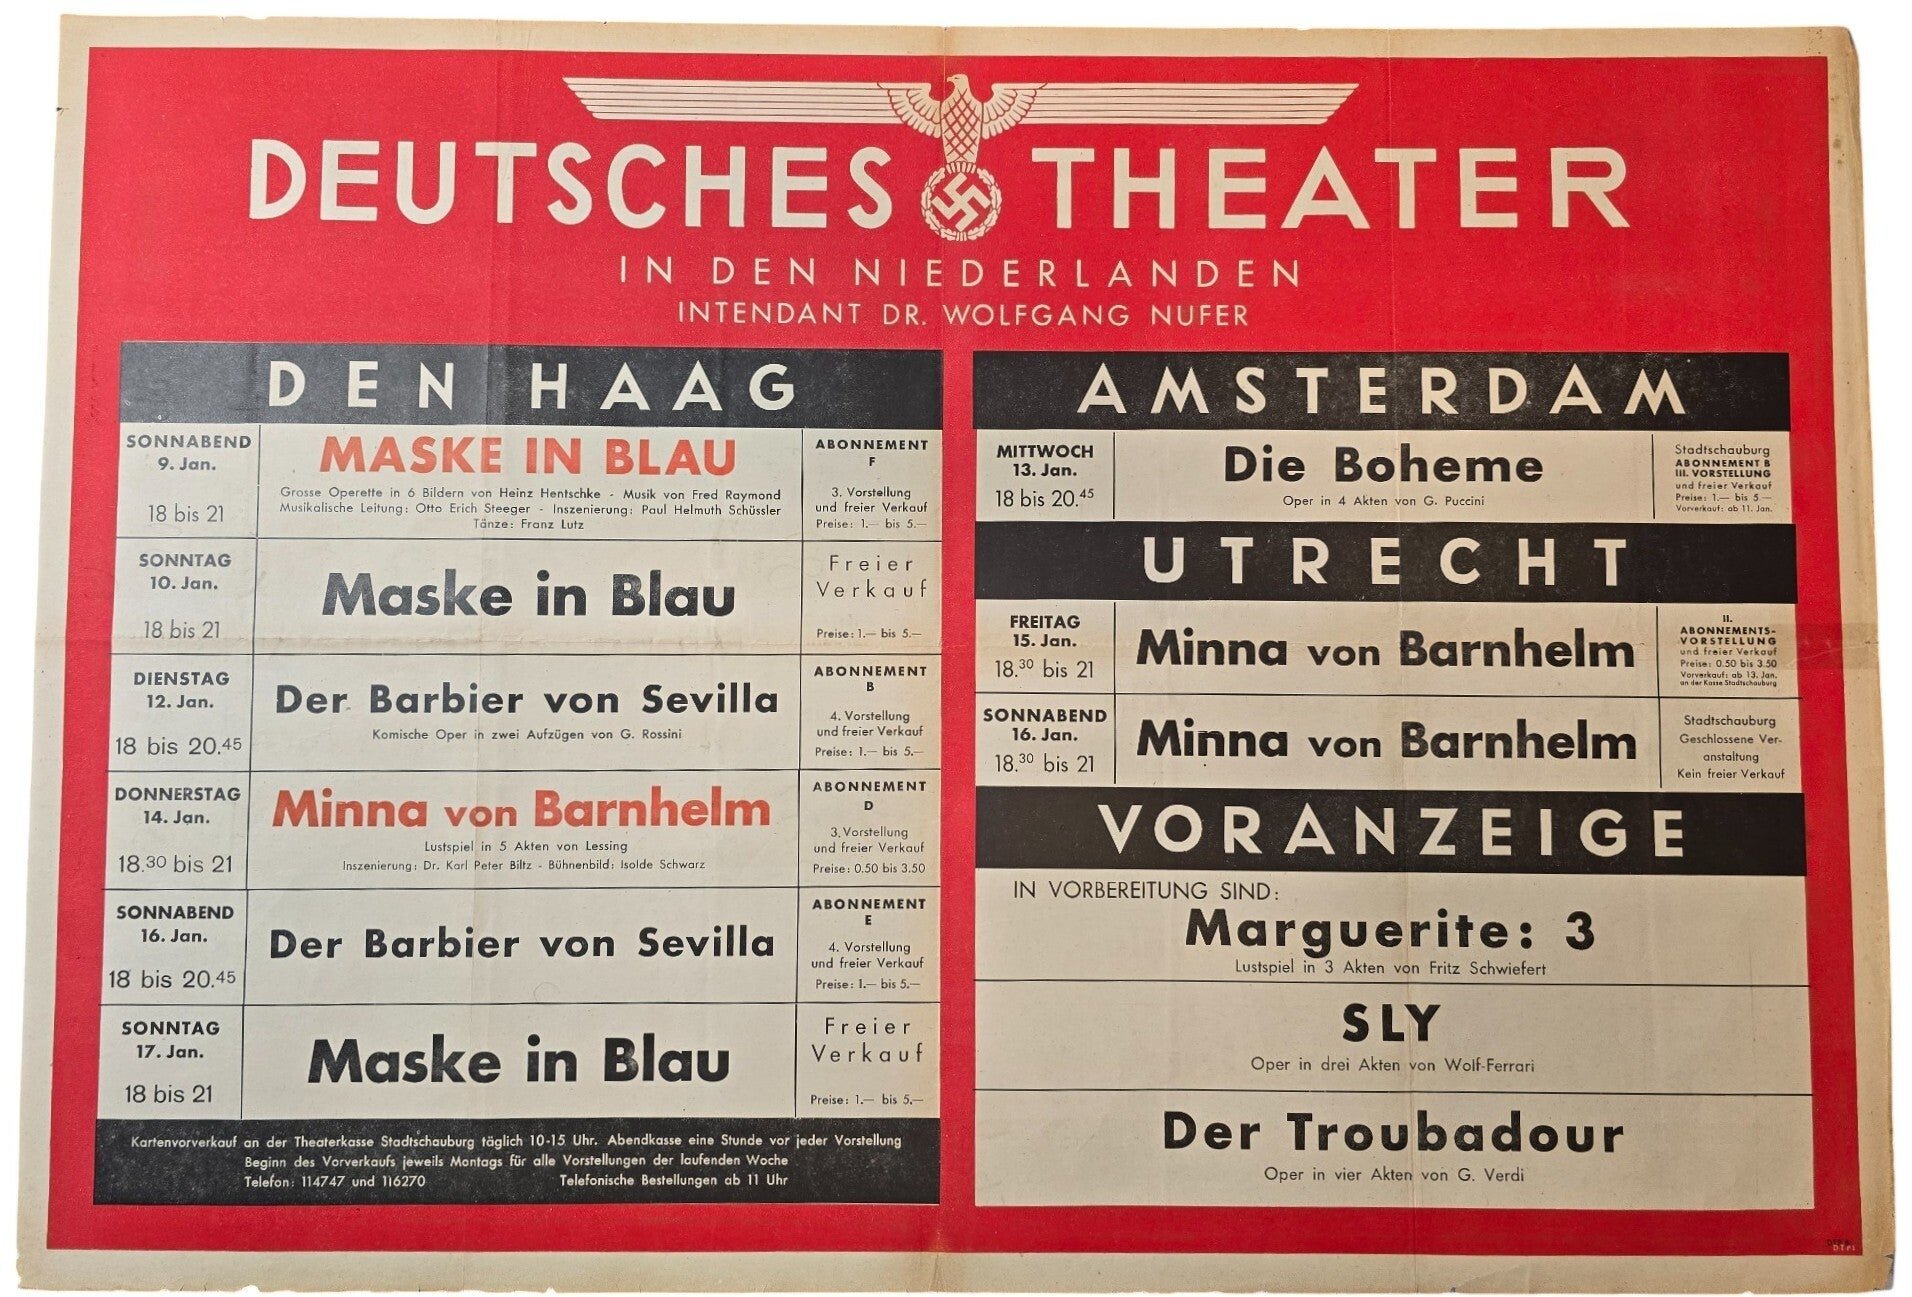 DEUTSCHES THEATER
IN DEN NIEDERLANDEN
INTENDANT DR. WOLFGANG NUFER
DEN HAAG
SONNABEND
9. Jan.
18 bis 21
MASKE IN BLAU
Grosse Operette in 6 Bildern von Heinz Hentschke - Musik von Fred Raymond
Musikalische Leitung: Otto Erich Steeger - Inszenierung: Paul Helmuth Schüssler
Tänze: Franz Lutz
ABONNEMENT
F
3. Vorstellung
und freier Verkauf
Preise: 1.— bis 5.—
SONNTAG
10. Jan.
18 bis 21
Maske in Blau
Freier
Verkauf
Preise: 1.— bis 5.—
DIENSTAG
12. Jan.
18 bis 20.45
Der Barbier von Sevilla
Komische Oper in zwei Aufzügen von G. Rossini
ABONNEMENT
B
4. Vorstellung
und freier Verkauf
Preise: 1.— bis 5.—
DONNERSTAG
14. Jan.
18.30 bis 21
Minna von Barnhelm
Lustspiel in 5 Akten von Lessing
Inszenierung: Dr. Karl Peter Biltz - Bühnenbild: Isolde Schwarz
ABONNEMENT
D
3. Vorstellung
und freier Verkauf
Preise: 0.50 bis 3.50
SONNABEND
16. Jan.
18 bis 20.45
Der Barbier von Sevilla
ABONNEMENT
E
4. Vorstellung
und freier Verkauf
Preise: 1.— bis 5.—
SONNTAG
17. Jan.
18 bis 21
Maske in Blau
Freier
Verkauf
Preise: 1.— bis 5.—
Kartenvorverkauf an der Theaterkasse Stadtschauburg täglich 10-15 Uhr. Abendkasse eine Stunde vor jeder Vorstellung
Beginn des Vorverkaufs jeweils Montags für alle Vorstellungen der laufenden Woche
Telefon: 114747 und 116270 Telefonische Bestellungen ab 11 Uhr
AMSTERDAM
MITTWOCH
13. Jan.
18 bis 20.45
Die Boheme
Oper in 4 Akten von G. Puccini
Stadtschauburg
ABONNEMENT B
III. VORSTELLUNG
und freier Verkauf
Preise: 1.— bis 5.—
Vorverkauf: ab 11. Jan.
UTRECHT
FREITAG
15. Jan.
18.30 bis 21
Minna von Barnhelm
II.
ABONNEMENTS-
VORSTELLUNG
und freier Verkauf
Preise: 0.50 bis 3.50
Vorverkauf: ab 13. Jan.
an der Kasse Stadtschauburg
SONNABEND
16. Jan.
18.30 bis 21
Minna von Barnhelm
Stadtschauburg
Geschlossene Ver-
anstaltung
Kein freier Verkauf
VORANZEIGE
IN VORBEREITUNG SIND:
Marguerite: 3
Lustspiel in 3 Akten von Fritz Schwiefert
SLY
Oper in drei Akten von Wolf-Ferrari
Der Troubadour
Oper in vier Akten von G. Verdi